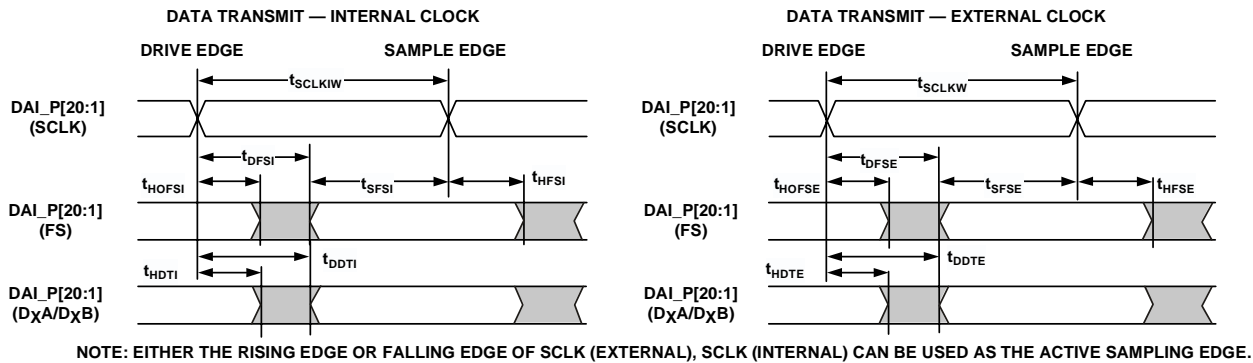 DATA TRANSMIT — INTERNAL CLOCK
DRIVE EDGE
SAMPLE EDGE
tSCLKIW
DAI_P[20:1]
(SCLK)
tDFSI
tHOFSI
tSFSI
tHFSI
DAI_P[20:1]
(FS)
tDDTI
tHDTI
DAI_P[20:1]
(DXA/DXB)
DATA TRANSMIT — EXTERNAL CLOCK
DRIVE EDGE
SAMPLE EDGE
tSCLKW
DAI_P[20:1]
(SCLK)
tDFSE
tHOFSE
tSFSE
tHFSE
DAI_P[20:1]
(FS)
tDDTE
tHDTE
DAI_P[20:1]
(DXA/DXB)
NOTE: EITHER THE RISING EDGE OR FALLING EDGE OF SCLK (EXTERNAL), SCLK (INTERNAL) CAN BE USED AS THE ACTIVE SAMPLING EDGE.